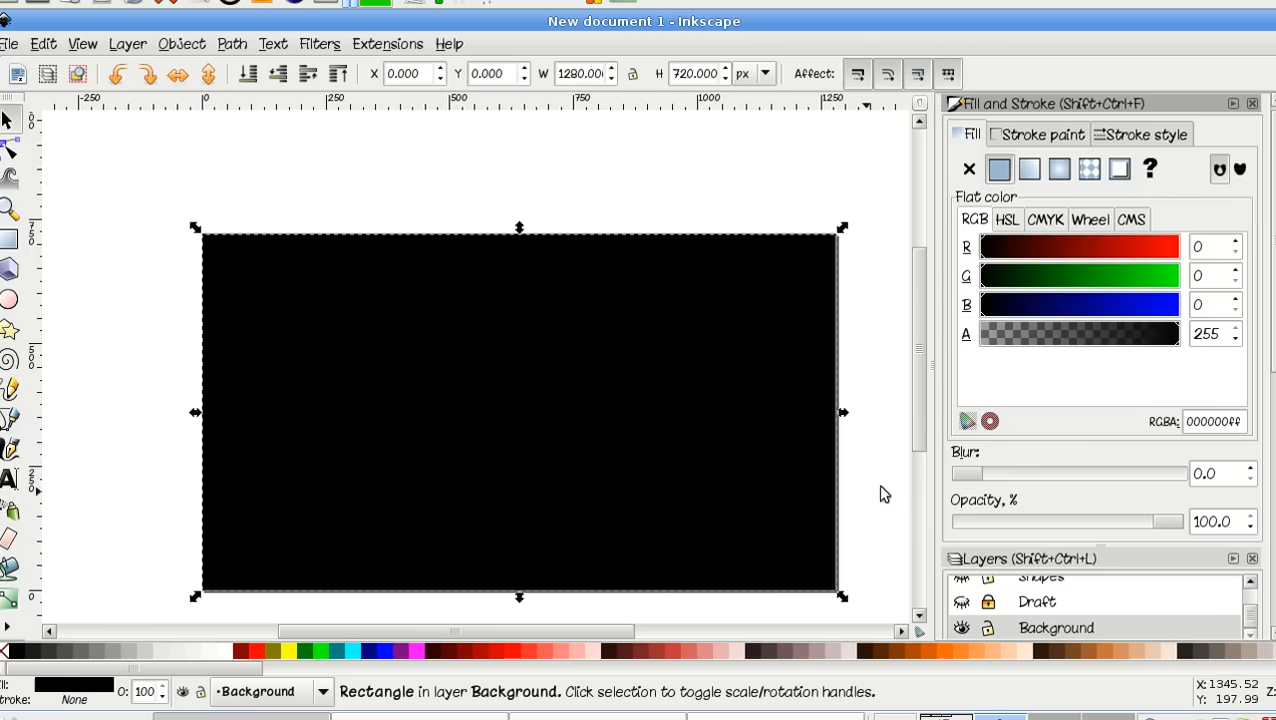 New document 1 - Inkscape
File Edit View Layer Object Path Text Filters Extensions Help
X 0.000 Y 0.000 W 1280.00 H 720.000 px Affect:
-250 0 250 500 750 1000 1250
Fill and Stroke (Shift+Ctrl+F)
Fill Stroke paint Stroke style
?
Flat color
RGB HSL CMYK Wheel CMS
R 0
G 0
B 0
A 255
RGBA: 000000ff
Blur:
0.0
Opacity, %
100.0
Layers (Shift+Ctrl+L)
Shapes
Draft
Background
750
500
250
0
Fill: O: 100 •Background Rectangle in layer Background. Click selection to toggle scale/rotation handles. X: 1345.52
Stroke: None Y: 197.99 Z: